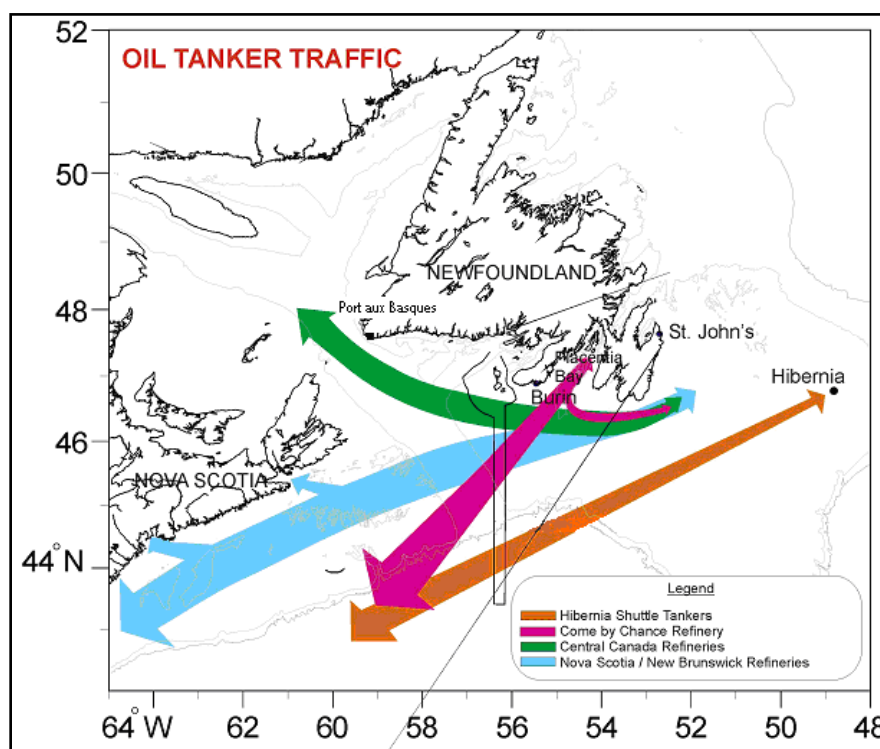 52
OIL TANKER TRAFFIC
50
NEWFOUNDLAND
48
Port aux Basques
St. John's
Placentia
Bay
Hibernia
Burin
46
NOVA SCOTIA
44°N
Legend
Hibernia Shuttle Tankers
Come by Chance Refinery
Central Canada Refineries
Nova Scotia / New Brunswick Refineries
64°W 62 60 58 56 54 52 50 48